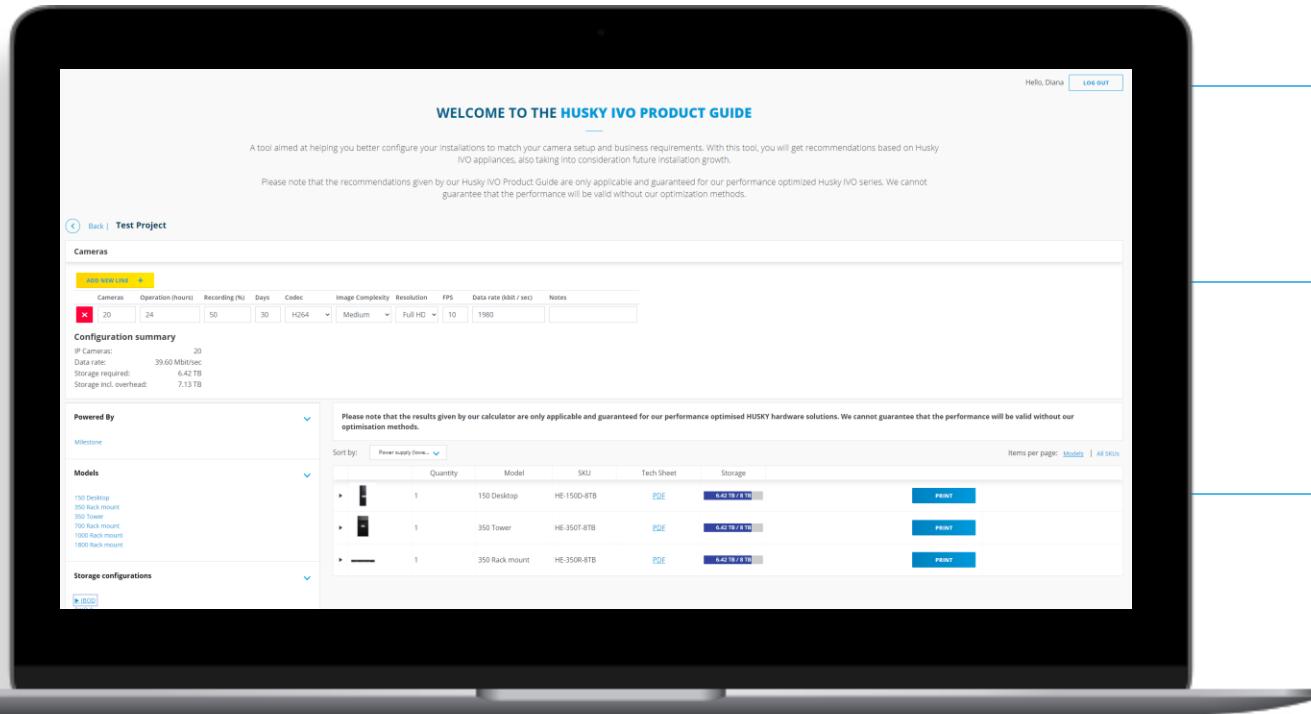 Hello, Diana
LOG OUT
WELCOME TO THE HUSKY IVO PRODUCT GUIDE
A tool aimed at helping you better configure your installations to match your camera setup and business requirements. With this tool, you will get recommendations based on Husky
IVO appliances, also taking into consideration future installation growth.
Please note that the recommendations given by our Husky IVO Product Guide are only applicable and guaranteed for our performance optimized Husky IVO series. We cannot
guarantee that the performance will be valid without our optimization methods.
Back | Test Project
Cameras
ADD NEW LINE +
Cameras Operation (hours) Recording (%) Days Codec Image Complexity Resolution FPS Data rate (kbit / sec) Notes
20 24 50 30 H264 Medium Full HD 10 1980
Configuration summary
IP Cameras: 20
Data rate: 39.60 Mbit/sec
Storage required: 6.42 TB
Storage incl. overhead: 7.13 TB
Powered By
Milestone
Models
150 Desktop
350 Rack mount
350 Tower
700 Rack mount
1000 Rack mount
1800 Rack mount
Storage configurations
JBOD
Please note that the results given by our calculator are only applicable and guaranteed for our performance optimised HUSKY hardware solutions. We cannot guarantee that the performance will be valid without our
optimisation methods.
Sort by: Power supply (lowe...
Items per page: Models | All SKUs
Quantity Model SKU Tech Sheet Storage
1 150 Desktop HE-150D-8TB PDF 6.42 TB / 8 TB PRINT
1 350 Tower HE-350T-8TB PDF 6.42 TB / 8 TB PRINT
1 350 Rack mount HE-350R-8TB PDF 6.42 TB / 8 TB PRINT